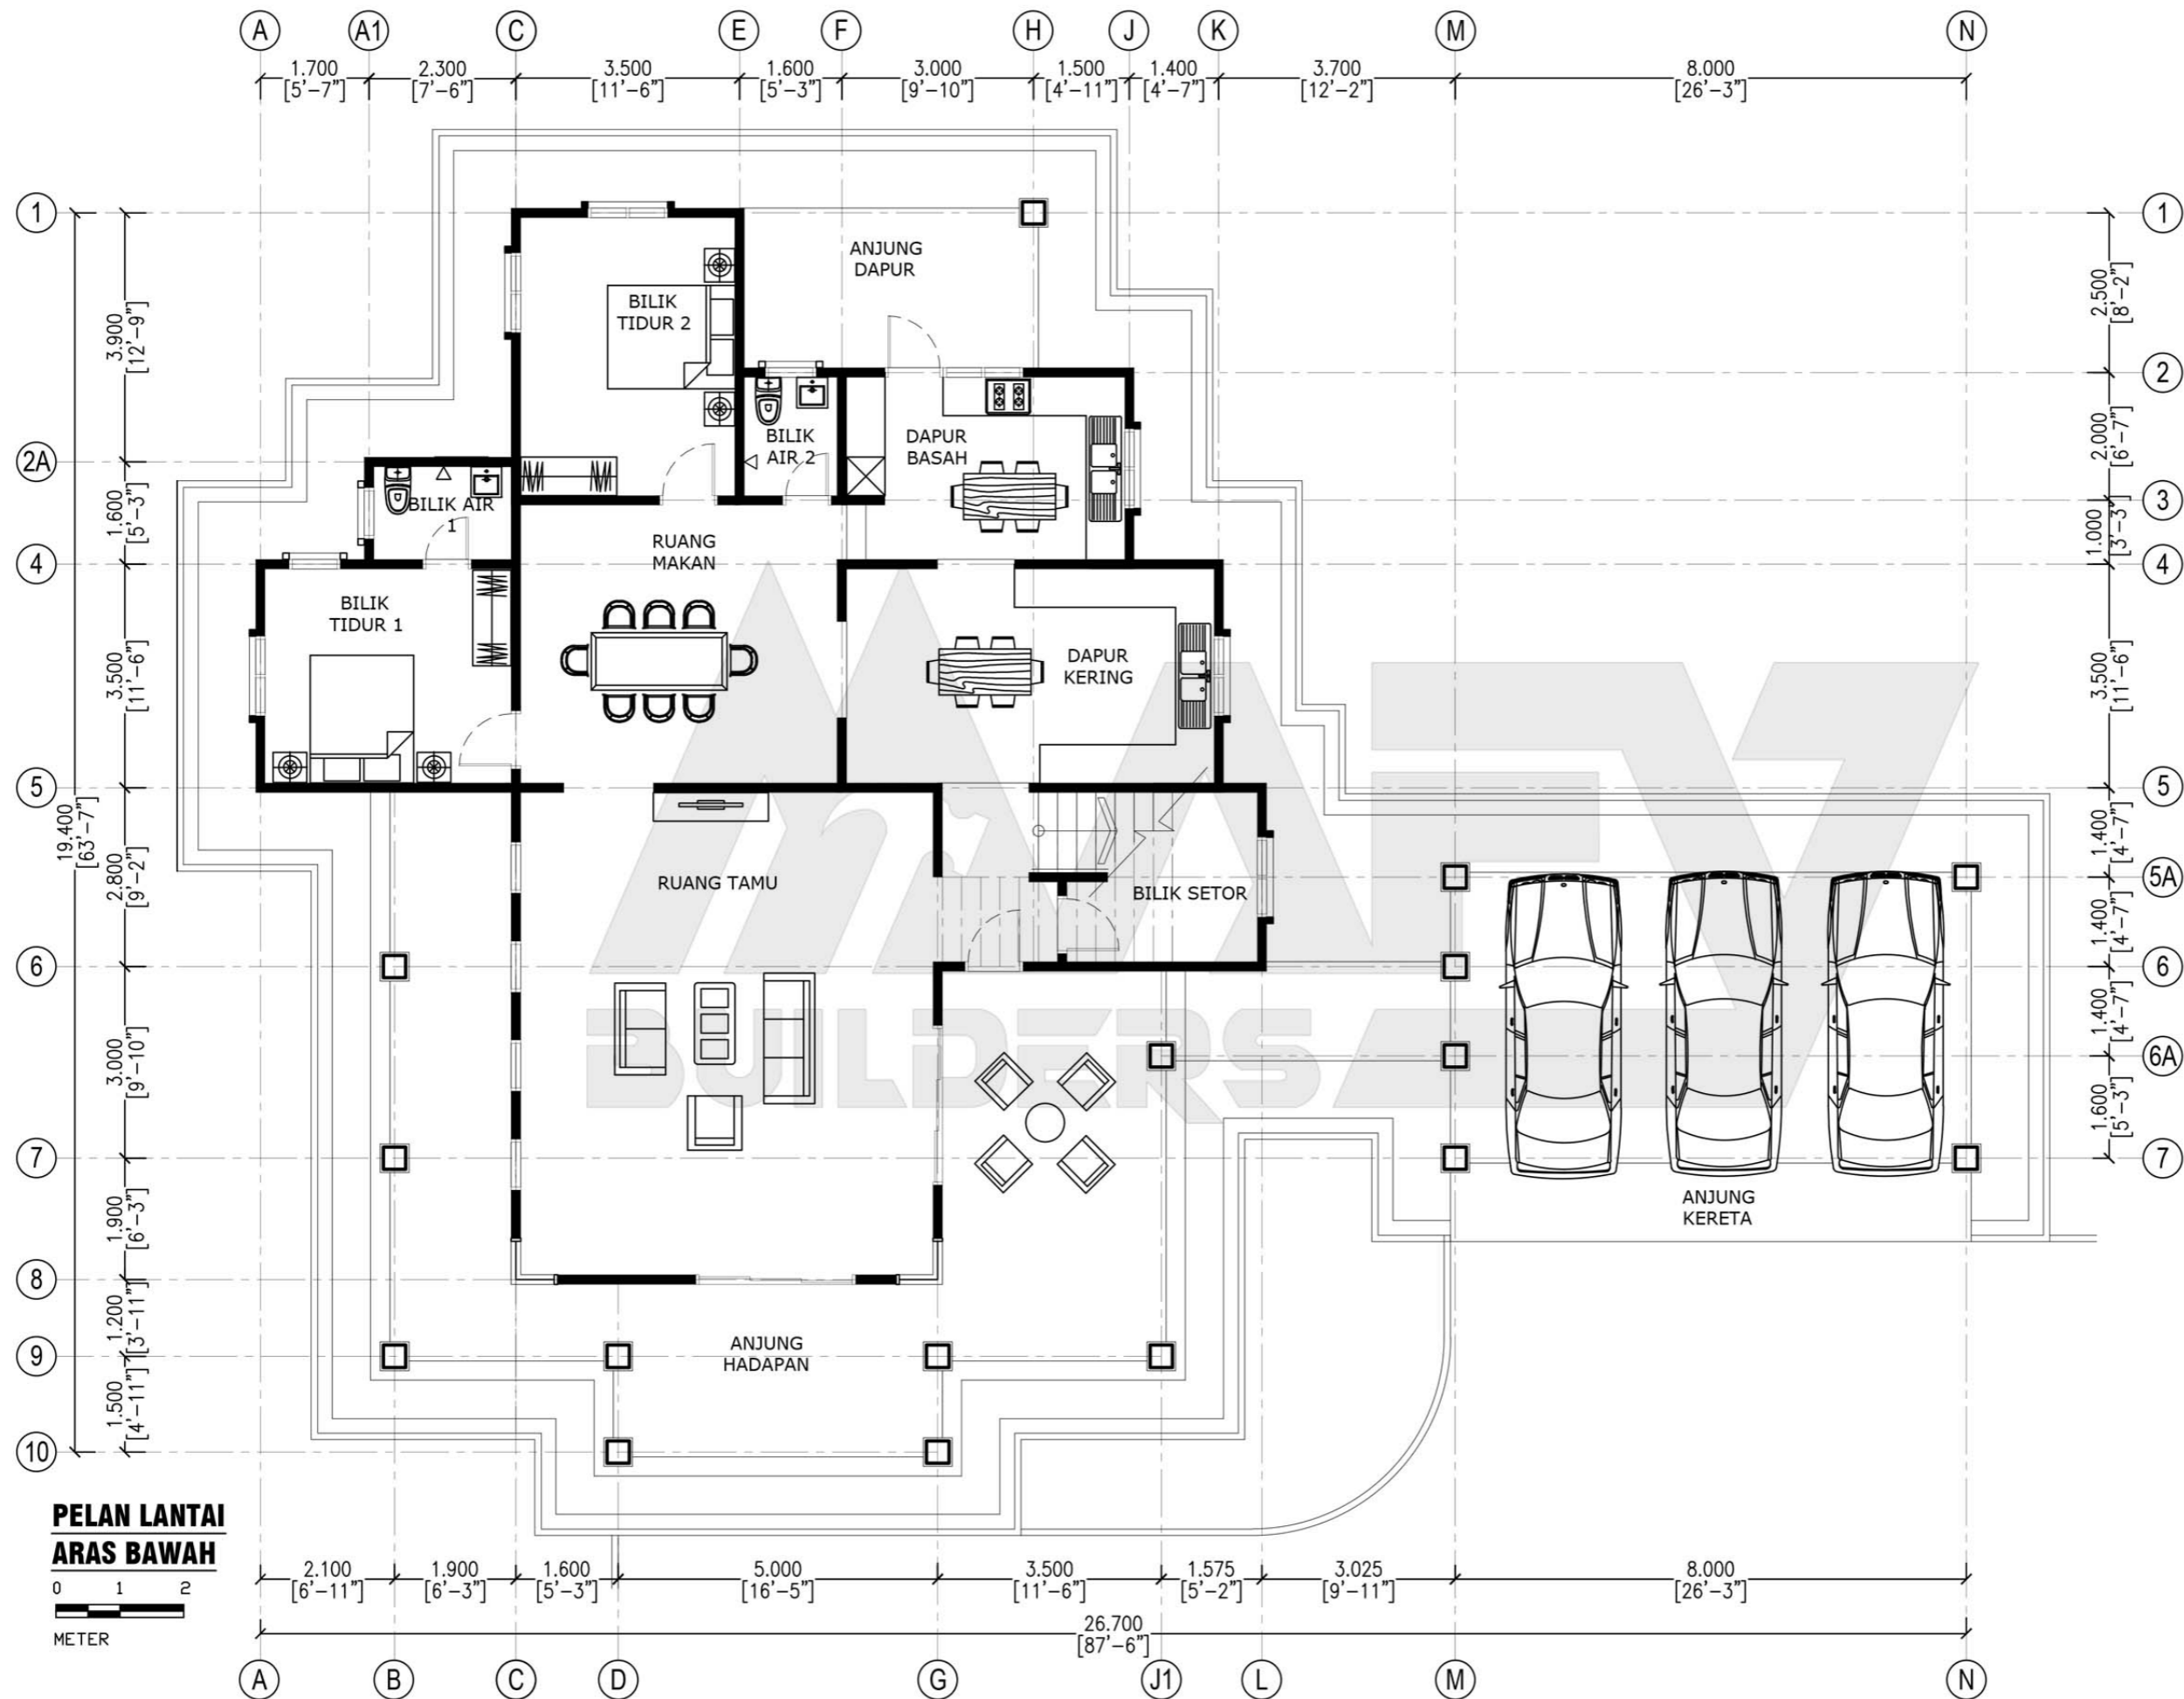 A A1 C E F H J K M N
1.700 2.300 3.500 1.600 3.000 1.500 1.400 3.700 8.000
[5'-7"] [7'-6"] [11'-6"] [5'-3"] [9'-10"] [4'-11"] [4'-7"] [12'-2"] [26'-3"]
1
2A
4
5
6
7
8
9
10
19.400
[63'-7"]
3.900
[12'-9"]
1.600
[5'-3"]
3.500
[11'-6"]
2.800
[9'-2"]
3.000
[9'-10"]
1.900
[6'-3"]
1.200
[3'-11"]
1.500
[4'-11"]
ANJUNG
DAPUR
BILIK
TIDUR 2
BILIK
AIR 2
DAPUR
BASAH
BILIK AIR
1
RUANG
MAKAN
BILIK
TIDUR 1
DAPUR
KERING
RUANG TAMU
BILIK SETOR
MNA EV
BUILDERS
ANJUNG
KERETA
ANJUNG
HADAPAN
1
2
3
4
5
5A
6
6A
7
2.500
[8'-2"]
2.000
[6'-7"]
1.000
[3'-3"]
3.500
[11'-6"]
1.400
[4'-7"]
1.400
[4'-7"]
1.400
[4'-7"]
1.600
[5'-3"]
PELAN LANTAI
ARAS BAWAH
0 1 2
METER
2.100 1.900 1.600 5.000 3.500 1.575 3.025 8.000
[6'-11"] [6'-3"] [5'-3"] [16'-5"] [11'-6"] [5'-2"] [9'-11"] [26'-3"]
26.700
[87'-6"]
A B C D G J1 L M N